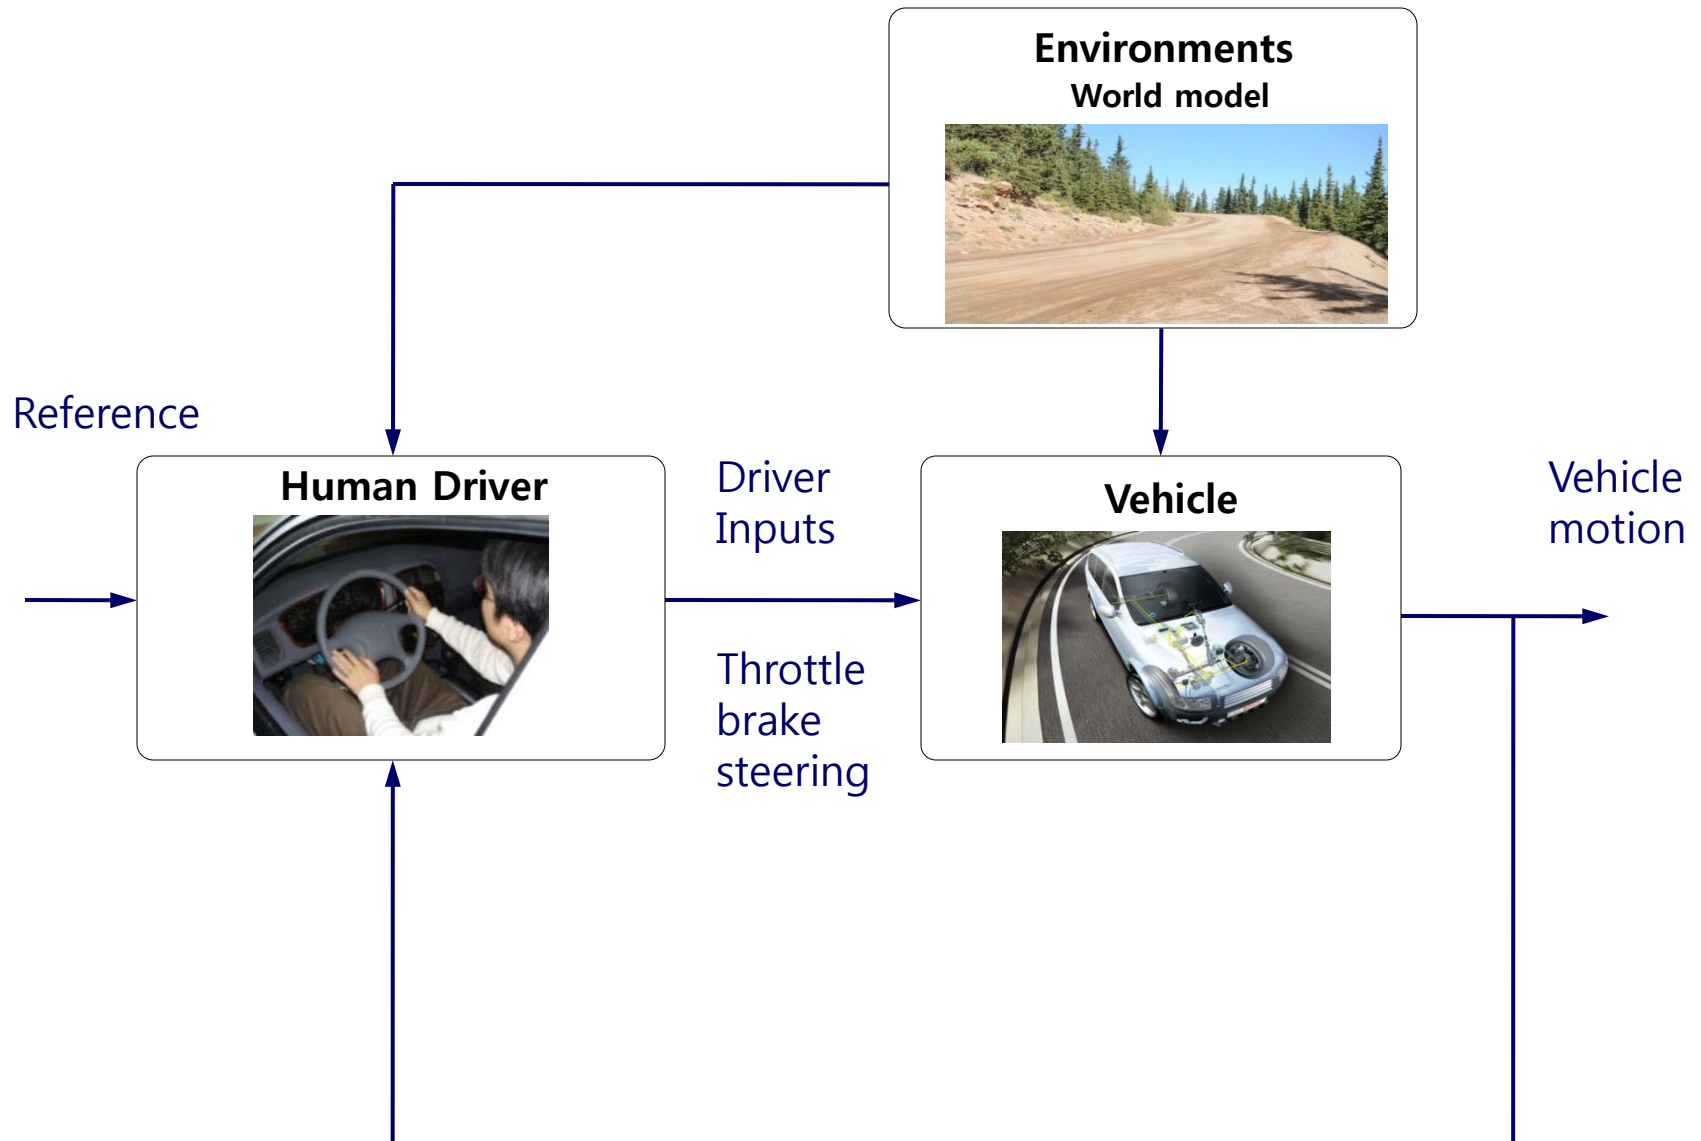 Environments
World model
Reference
Human Driver
Driver
Inputs
Throttle
brake
steering
Vehicle
Vehicle
motion